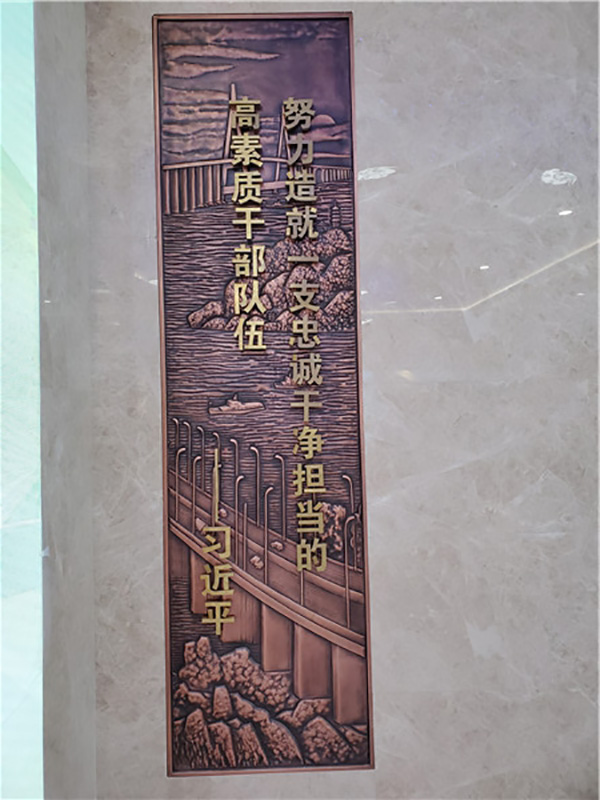 努力造就一支忠诚干净担当的
高素质干部队伍
——习近平